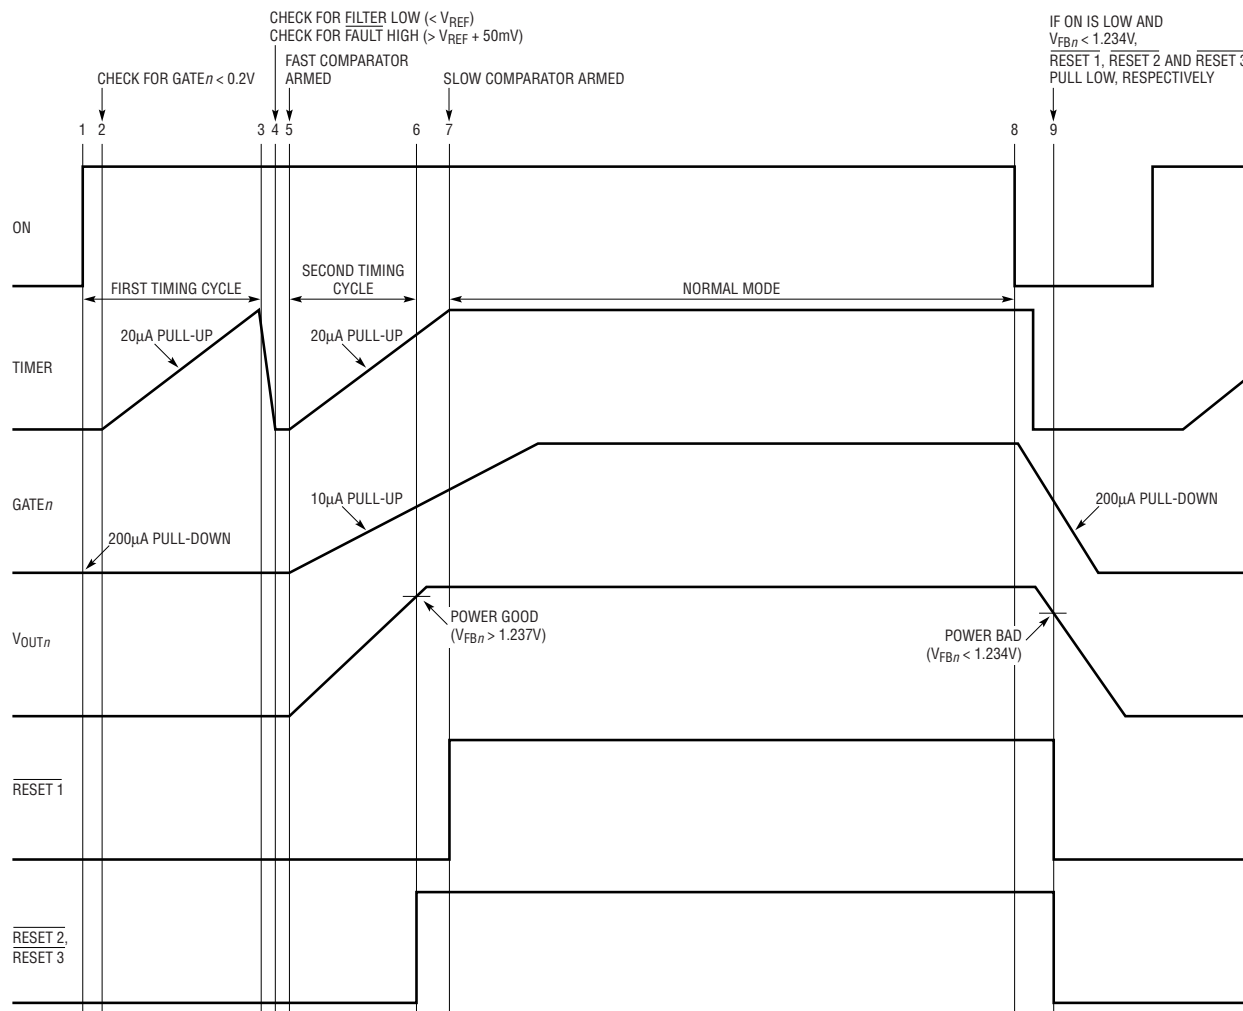 CHECK FOR FILTER LOW (< VREF)
CHECK FOR FAULT HIGH (> VREF + 50mV)
IF ON IS LOW AND
VFBn < 1.234V,
RESET 1, RESET 2 AND RESET 3
PULL LOW, RESPECTIVELY
FAST COMPARATOR
ARMED
CHECK FOR GATEn < 0.2V
SLOW COMPARATOR ARMED
1 2 3 4 5 6 7 8 9
ON
FIRST TIMING CYCLE
SECOND TIMING
CYCLE
NORMAL MODE
20μA PULL-UP
20μA PULL-UP
TIMER
GATEn
10μA PULL-UP
200μA PULL-DOWN
200μA PULL-DOWN
VOUTn
POWER GOOD
(VFBn > 1.237V)
POWER BAD
(VFBn < 1.234V)
RESET 1
RESET 2,
RESET 3